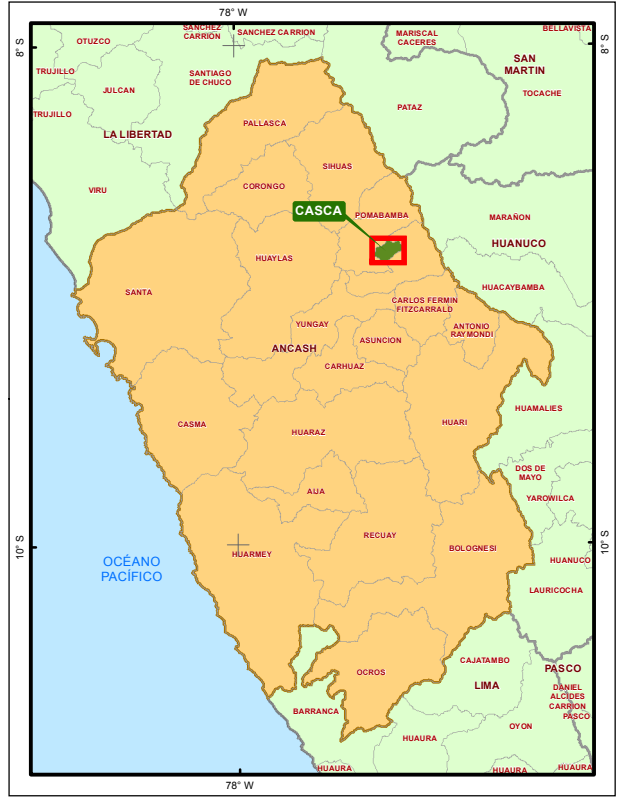 78° W
8° S
8° S
OTUZCO
SANCHEZ
CARRIÓN
SANCHEZ CARRION
MARISCAL
CACERES
BELLAVISTA
TRUJILLO
JULCAN
SANTIAGO
DE CHUCO
SAN
MARTIN
TOCACHE
TRUJILLO
PATAZ
LA LIBERTAD
PALLASCA
SIHUAS
VIRU
CORONGO
CASCA
POMABAMBA
MARAÑON
HUANUCO
HUAYLAS
SANTA
HUACAYBAMBA
CARLOS FERMIN
FITZCARRALD
YUNGAY
ANTONIO
RAYMONDI
ASUNCION
ANCASH
CARHUAZ
CASMA
HUARAZ
HUARI
HUAMALIES
DOS DE
MAYO
YAROWILCA
AIJA
RECUAY
10° S
10° S
HUARMEY
BOLOGNESI
HUANUCO
OCÉANO
PACÍFICO
LAURICOCHA
OCROS
CAJATAMBO
PASCO
LIMA
DANIEL
ALCIDES
CARRION
PASCO
BARRANCA
OYON
HUAURA
HUAURA
HUAURA
HUAURA
78° W